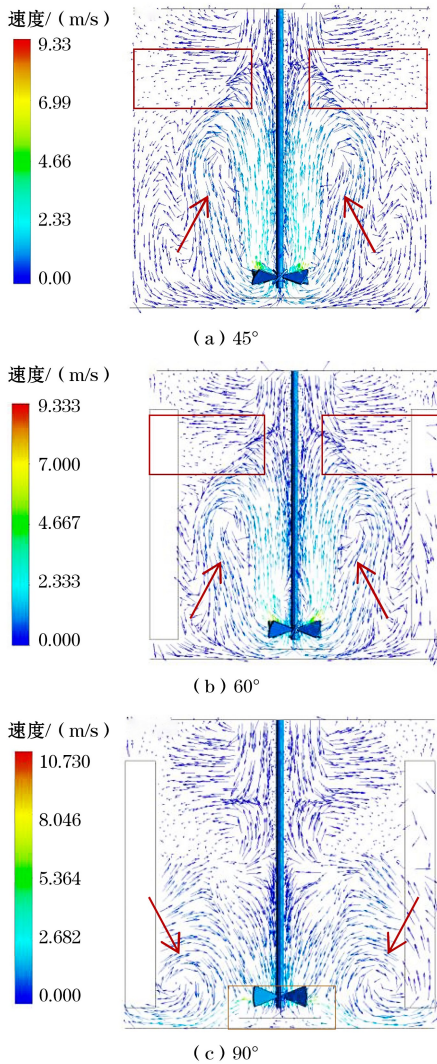 速度/（m/s）
9.33
6.99
4.66
2.33
0.00
（a）45°
速度/（m/s）
9.333
7.000
4.667
2.333
0.000
（b）60°
速度/（m/s）
10.730
8.046
5.364
2.682
0.000
（c）90°